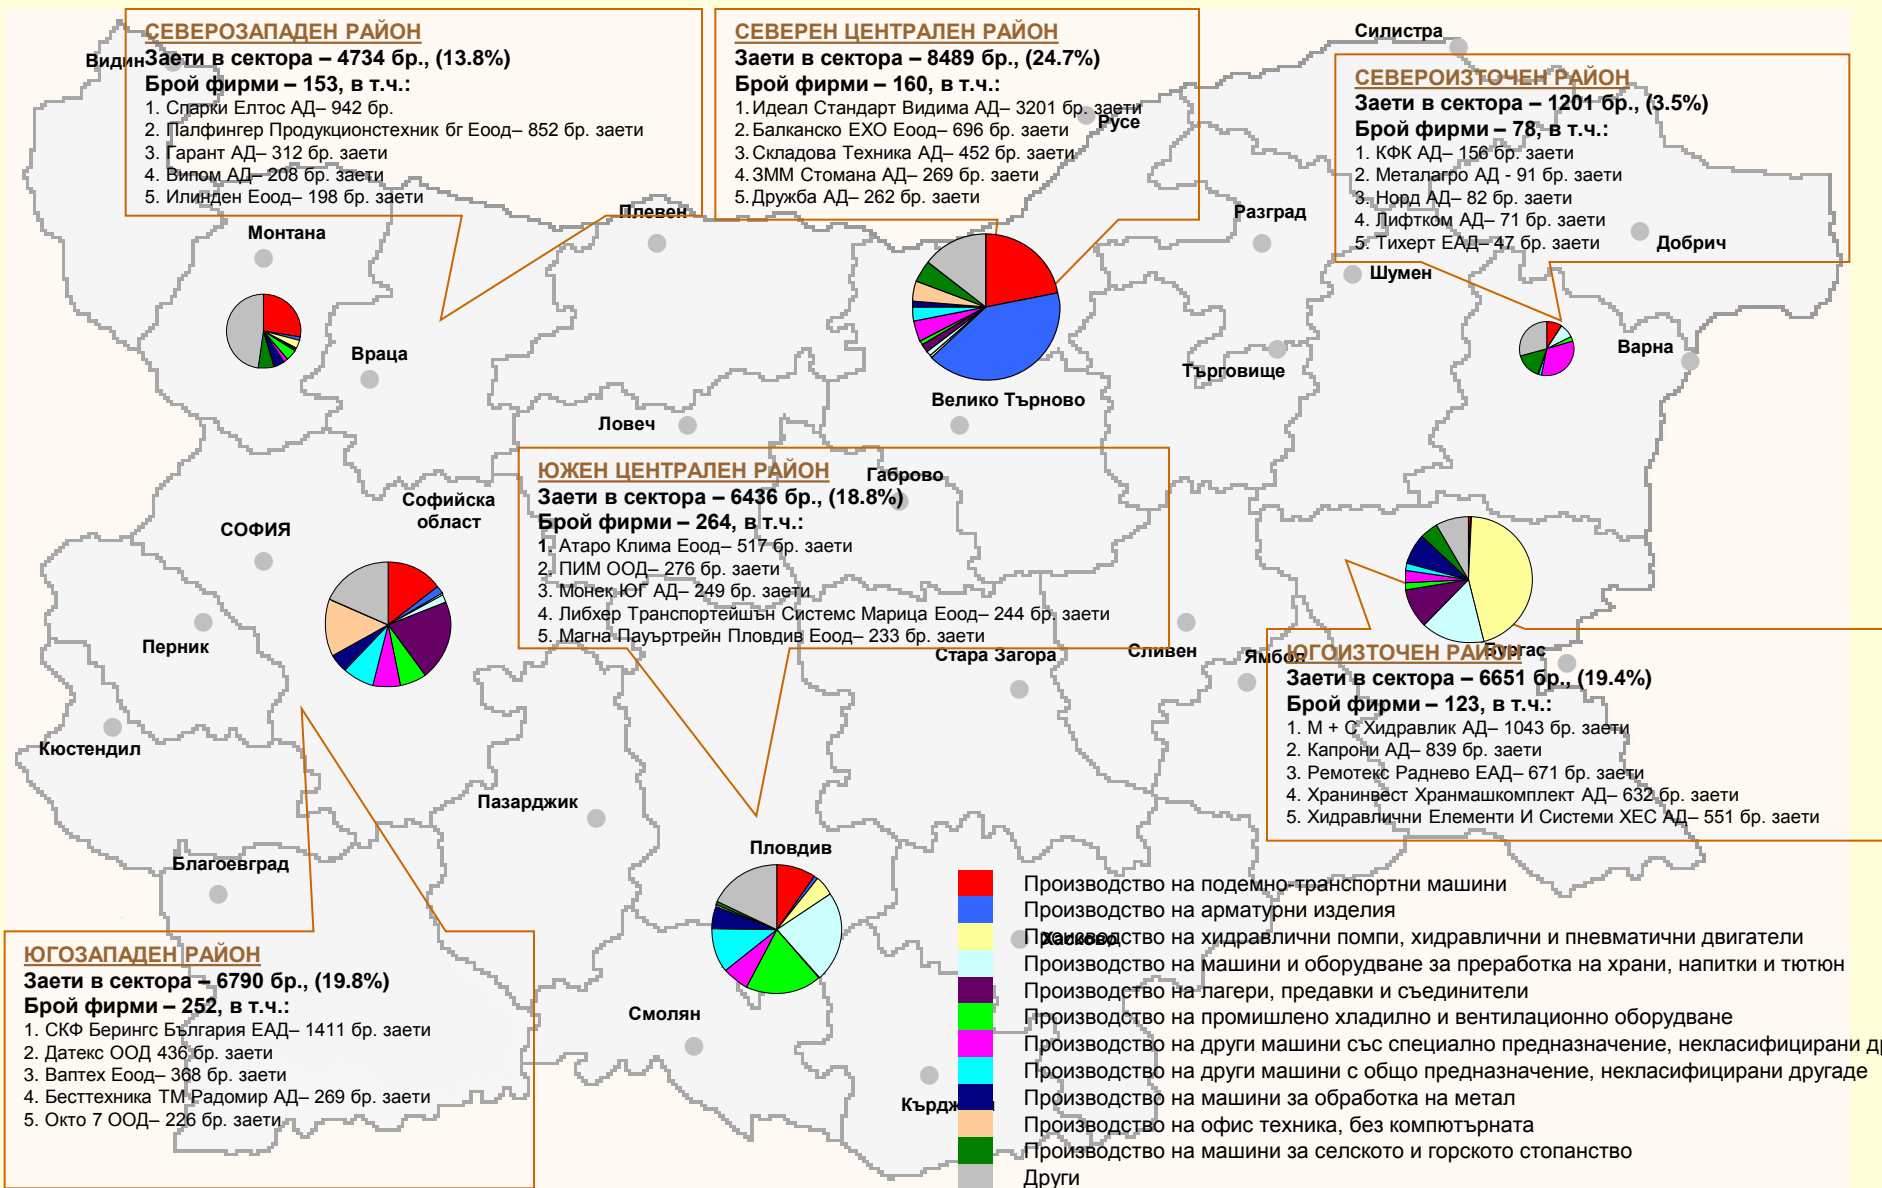 СЕВЕРОЗАПАДЕН РАЙОН
Заети в сектора – 4734 бр., (13.8%)
Брой фирми – 153, в т.ч.:
1. Спарки Елтос АД– 942 бр.
2. Палфингер Продукционстехник бг Еоод– 852 бр. заети
3. Гарант АД– 312 бр. заети
4. Випом АД– 208 бр. заети
5. Илинден Еоод– 198 бр. заети
СЕВЕРЕН ЦЕНТРАЛЕН РАЙОН
Заети в сектора – 8489 бр., (24.7%)
Брой фирми – 160, в т.ч.:
1. Идеал Стандарт Видима АД– 3201 бр. заети
2. Балканско ЕХО Еоод– 696 бр. заети
3. Складова Техника АД– 452 бр. заети
4. ЗММ Стомана АД– 269 бр. заети
5. Дружба АД– 262 бр. заети
СЕВЕРОИЗТОЧЕН РАЙОН
Заети в сектора – 1201 бр., (3.5%)
Брой фирми – 78, в т.ч.:
1. КФК АД– 156 бр. заети
2. Металагро АД - 91 бр. заети
3. Норд АД– 82 бр. заети
4. Лифтком АД– 71 бр. заети
5. Тихерт ЕАД– 47 бр. заети
Видин
Силистра
Русе
Плевен
Разград
Монтана
Добрич
Шумен
Враца
Търговище
Варна
Велико Търново
Ловеч
Габрово
Софийска
област
СОФИЯ
ЮЖЕН ЦЕНТРАЛЕН РАЙОН
Заети в сектора – 6436 бр., (18.8%)
Брой фирми – 264, в т.ч.:
1. Атаро Клима Еоод– 517 бр. заети
2. ПИМ ООД– 276 бр. заети
3. Монек ЮГ АД– 249 бр. заети
4. Либхер Транспортейшън Системс Марица Еоод– 244 бр. заети
5. Магна Пауъртрейн Пловдив Еоод– 233 бр. заети
Перник
Стара Загора
Сливен
Ямбол
Бургас
ЮГОИЗТОЧЕН РАЙОН
Заети в сектора – 6651 бр., (19.4%)
Брой фирми – 123, в т.ч.:
1. М + С Хидравлик АД– 1043 бр. заети
2. Капрони АД– 839 бр. заети
3. Ремотекс Раднево ЕАД– 671 бр. заети
4. Хранинвест Хранмашкомплект АД– 632 бр. заети
5. Хидравлични Елементи И Системи ХЕС АД– 551 бр. заети
Кюстендил
Пазарджик
Благоевград
Пловдив
Хасково
Смолян
Кърджали
ЮГОЗАПАДЕН РАЙОН
Заети в сектора – 6790 бр., (19.8%)
Брой фирми – 252, в т.ч.:
1. СКФ Берингс България ЕАД– 1411 бр. заети
2. Датекс ООД 436 бр. заети
3. Ваптех Еоод– 368 бр. заети
4. Бесттехника ТМ Радомир АД– 269 бр. заети
5. Окто 7 ООД– 226 бр. заети
Производство на подемно-транспортни машини
Производство на арматурни изделия
Производство на хидравлични помпи, хидравлични и пневматични двигатели
Производство на машини и оборудване за преработка на храни, напитки и тютюн
Производство на лагери, предавки и съединители
Производство на промишлено хладилно и вентилационно оборудване
Производство на други машини със специално предназначение, некласифицирани др
Производство на други машини с общо предназначение, некласифицирани другаде
Производство на машини за обработка на метал
Производство на офис техника, без компютърната
Производство на машини за селското и горското стопанство
Други